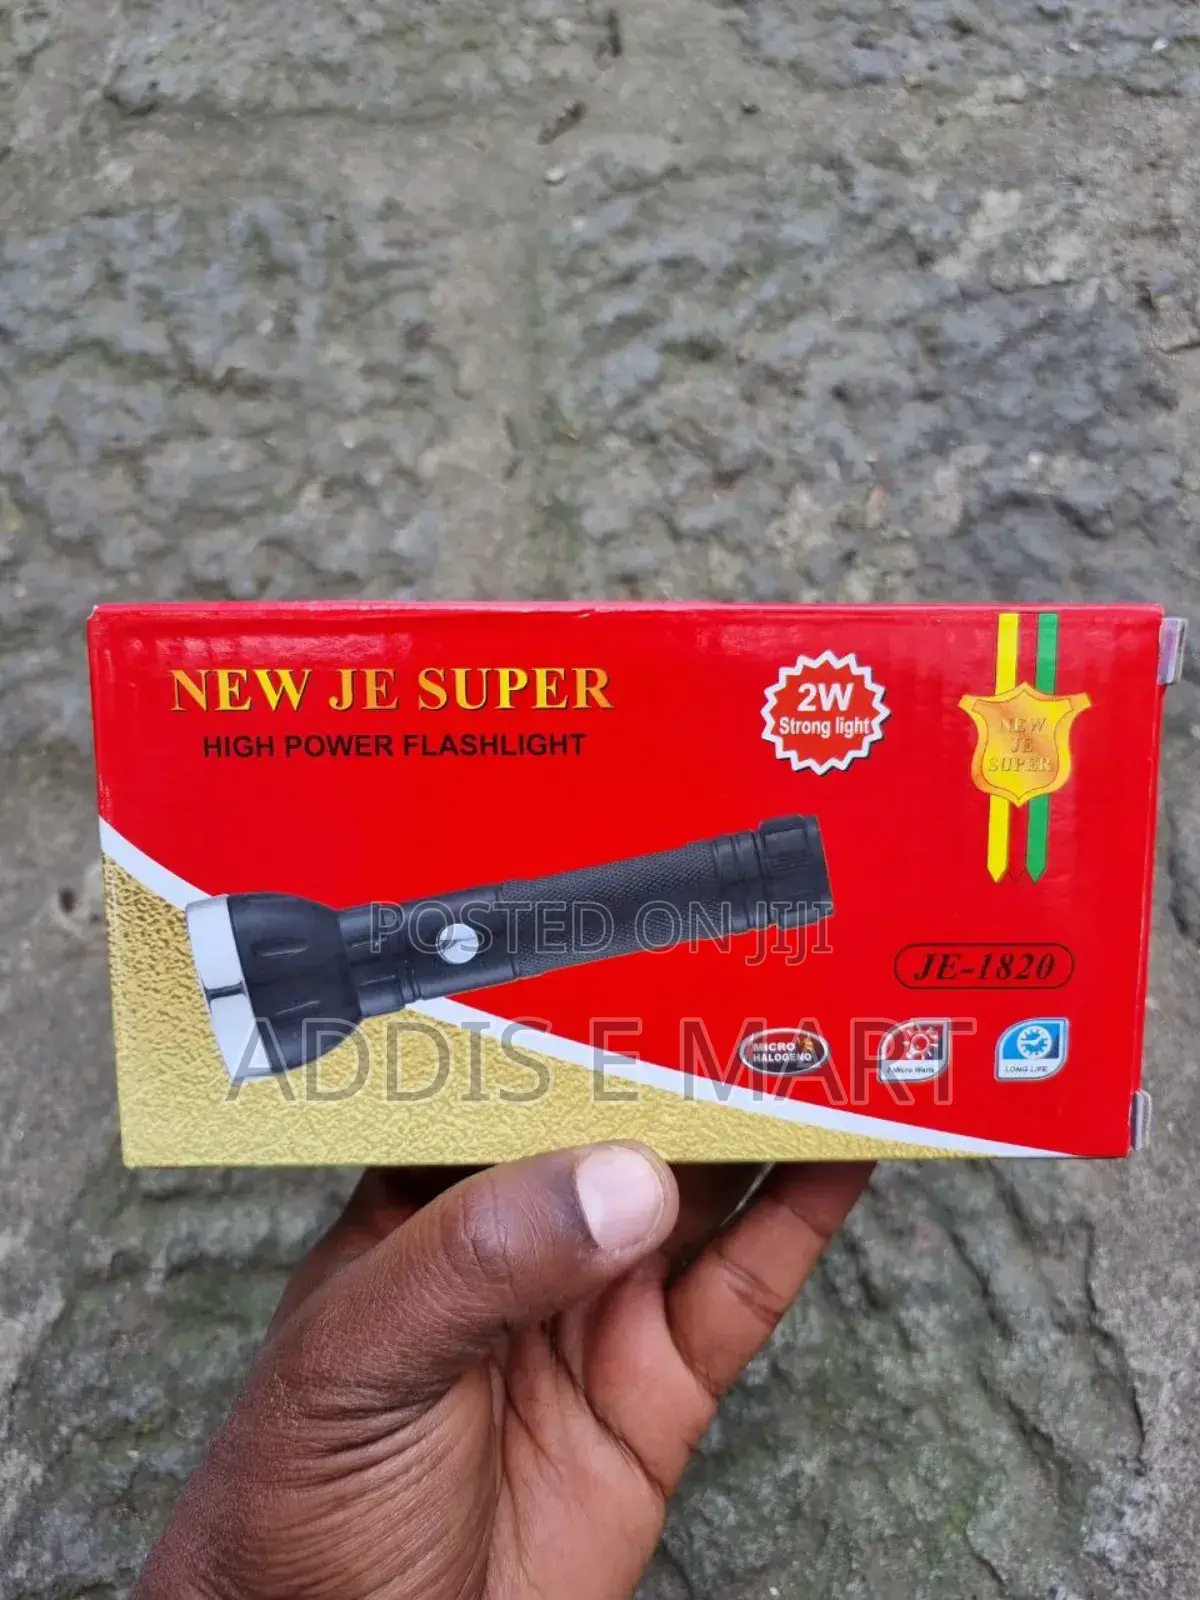 NEW JE SUPER
HIGH POWER FLASHLIGHT
2W
Strong light
NEW
JE
SUPER
POSTED ON JIJI
JE-1820
ADDIS E MART
MICRO
HALOGENO
LONG LIFE